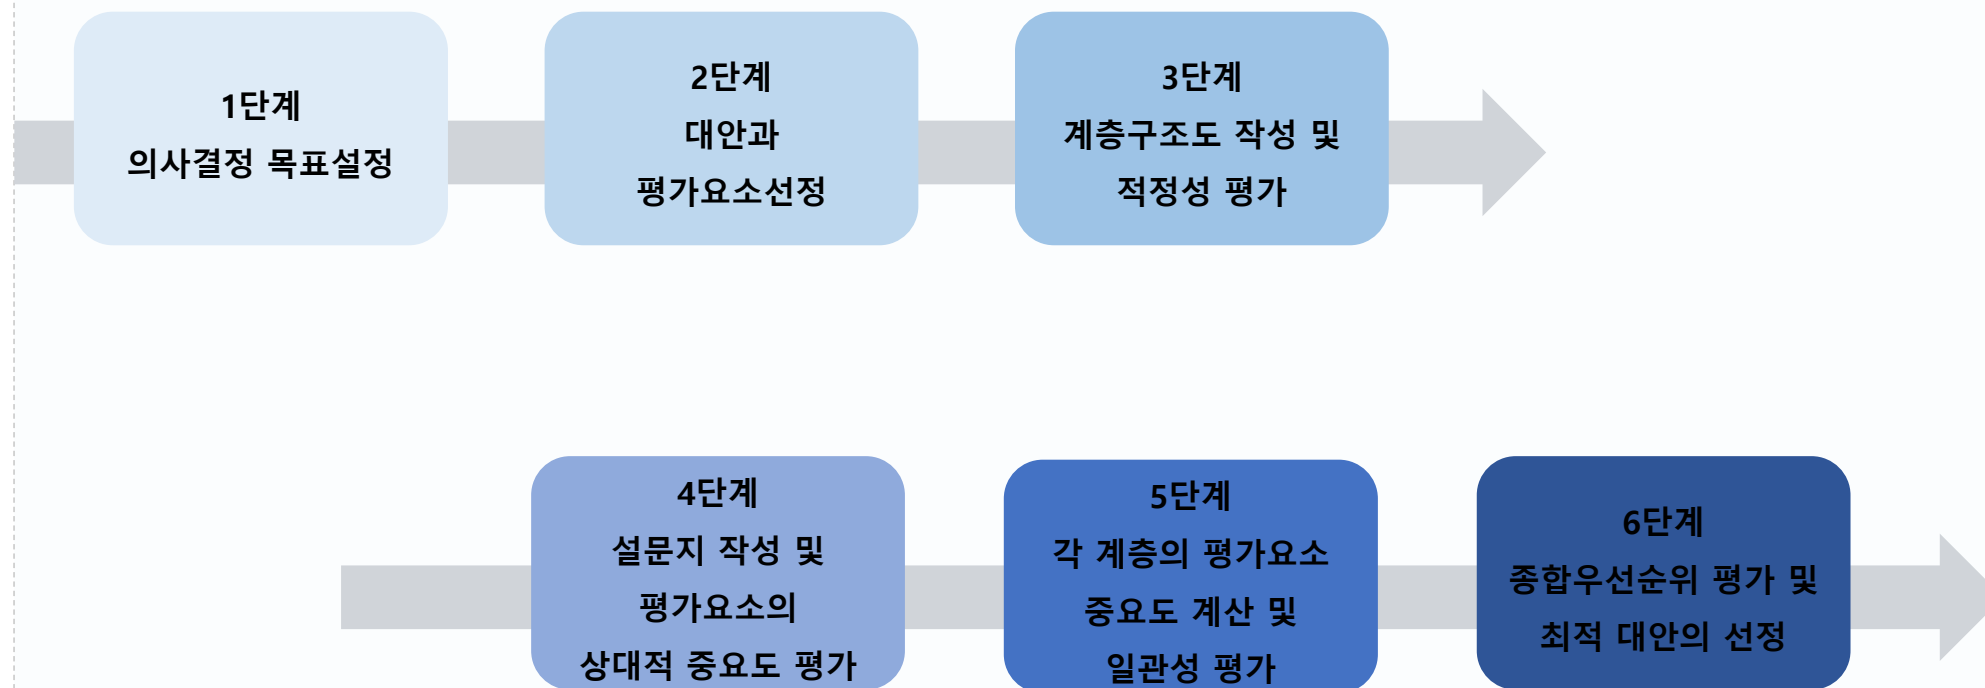 1단계
의사결정 목표설정
2단계
대안과
평가요소선정
3단계
계층구조도 작성 및
적정성 평가
4단계
설문지 작성 및
평가요소의
상대적 중요도 평가
5단계
각 계층의 평가요소
중요도 계산 및
일관성 평가
6단계
종합우선순위 평가 및
최적 대안의 선정